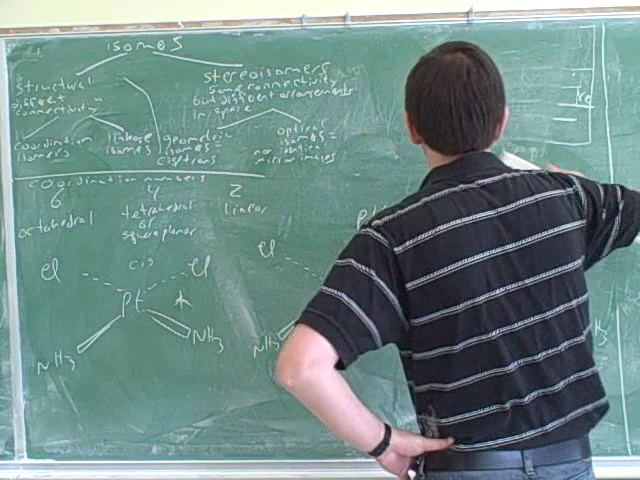 isomers
structural
different
connectivity
stereoisomers
same connectivity
but different arrangements
in space
coordination
isomers
linkage
isomers
geometric
isomers =
cis/trans
optical
isomers =
non identical
mirror images
coordination numbers
6
4
2
octahedral
tetrahedral
or
square planar
linear
cis
Cl
Cl
Pt
NH3
NH3
Cl
NH3